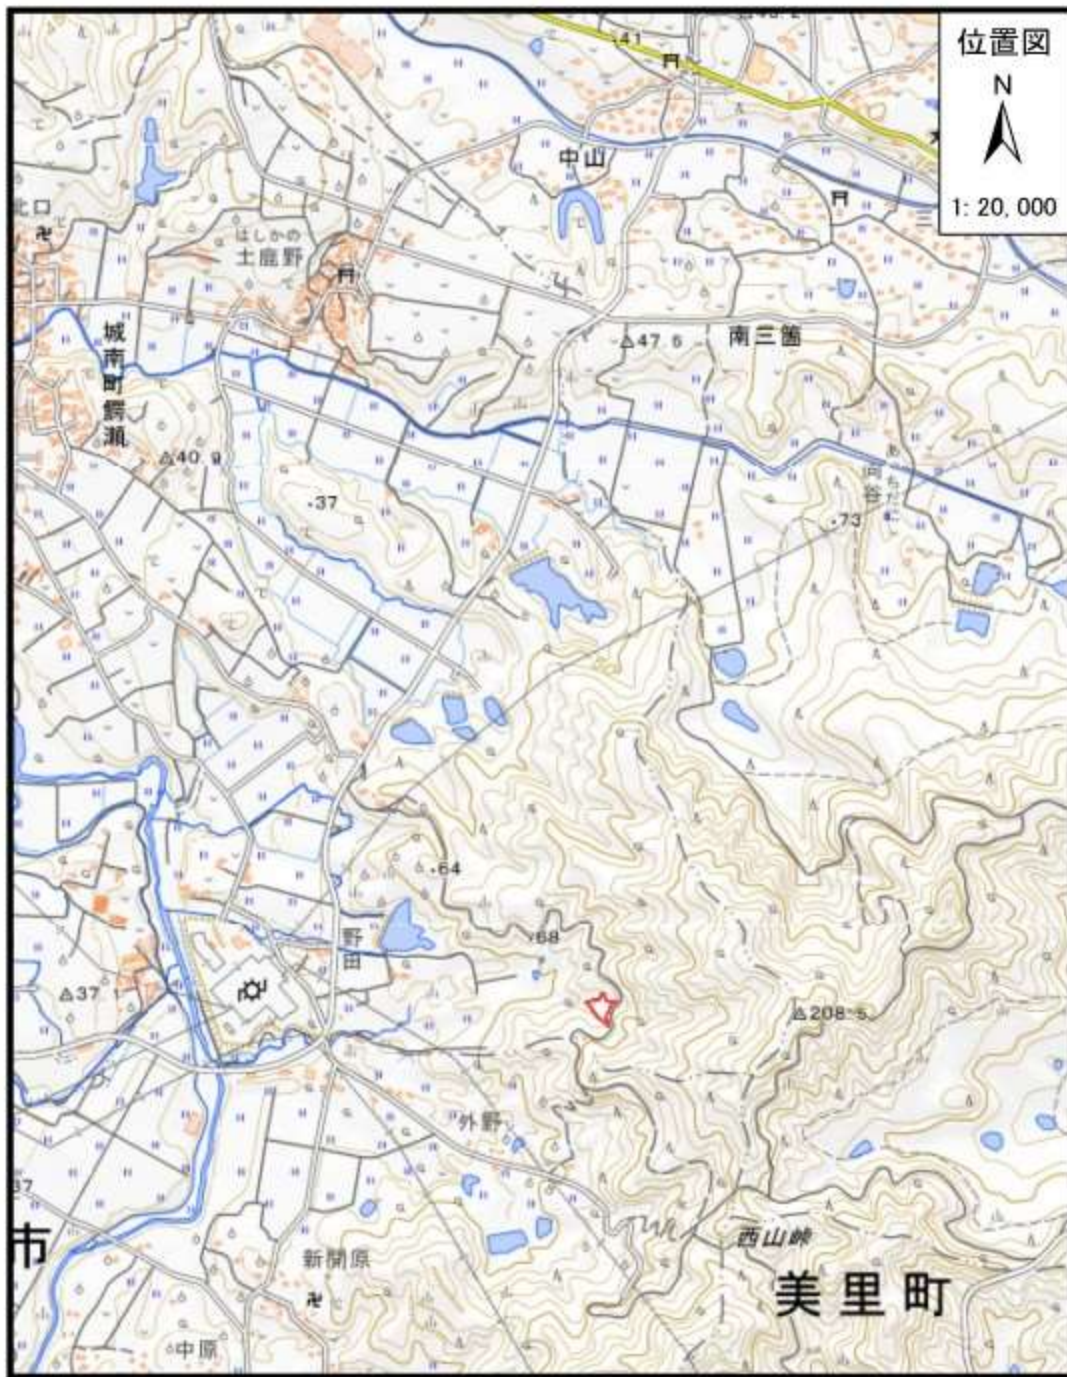 位置図
N
1:20,000
41
中山
北口
はしかの
土鹿野
城南町鰐瀬
47 6
南三箇
40 9
37
向谷
73
64
68
野田
37 1
208.5
外野
37
市
西山峠
新開原
美里町
中原